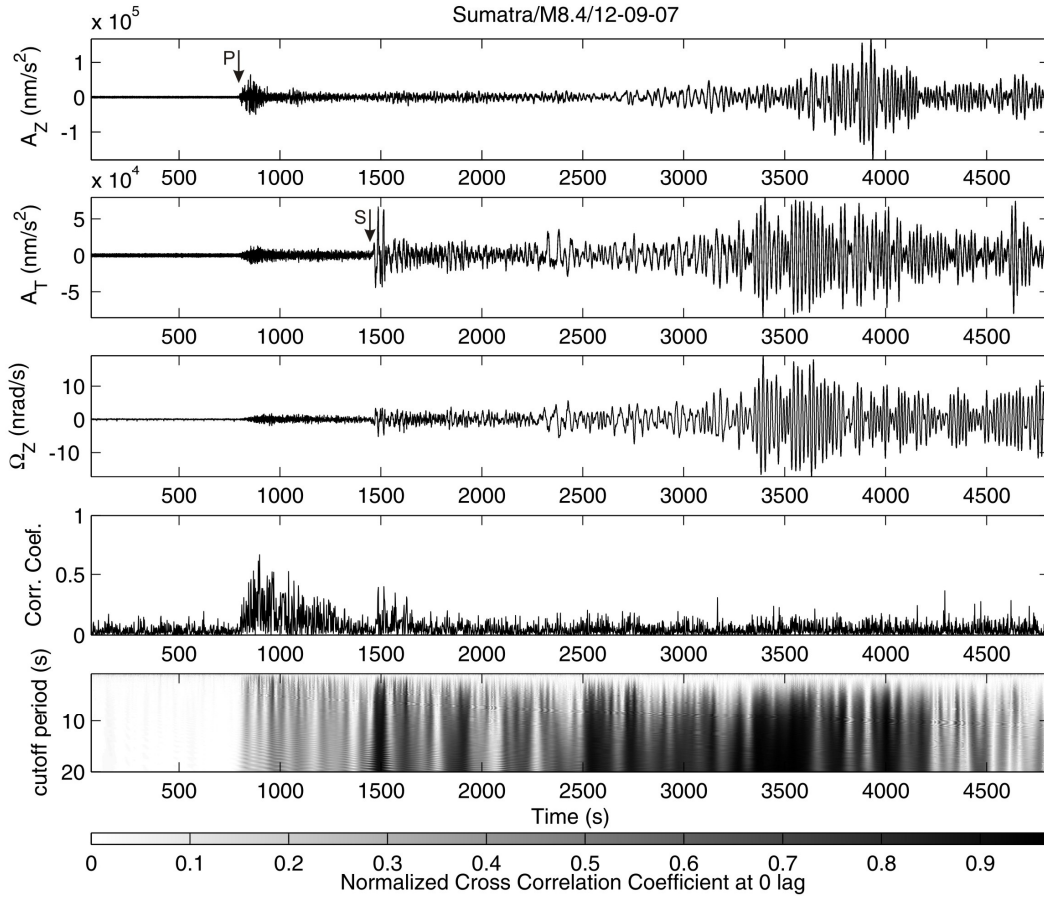 Sumatra/M8.4/12-09-07
x 10^5
P
1
0
-1
A_Z (nm/s^2)
500 1000 1500 2000 2500 3000 3500 4000 4500
x 10^4
S
5
0
-5
A_T (nm/s^2)
500 1000 1500 2000 2500 3000 3500 4000 4500
10
0
-10
Ω_Z (nrad/s)
500 1000 1500 2000 2500 3000 3500 4000 4500
1
0.5
0
Corr. Coef.
500 1000 1500 2000 2500 3000 3500 4000 4500
10
20
cutoff period (s)
500 1000 1500 2000 2500 3000 3500 4000 4500
Time (s)
0 0.1 0.2 0.3 0.4 0.5 0.6 0.7 0.8 0.9
Normalized Cross Correlation Coefficient at 0 lag